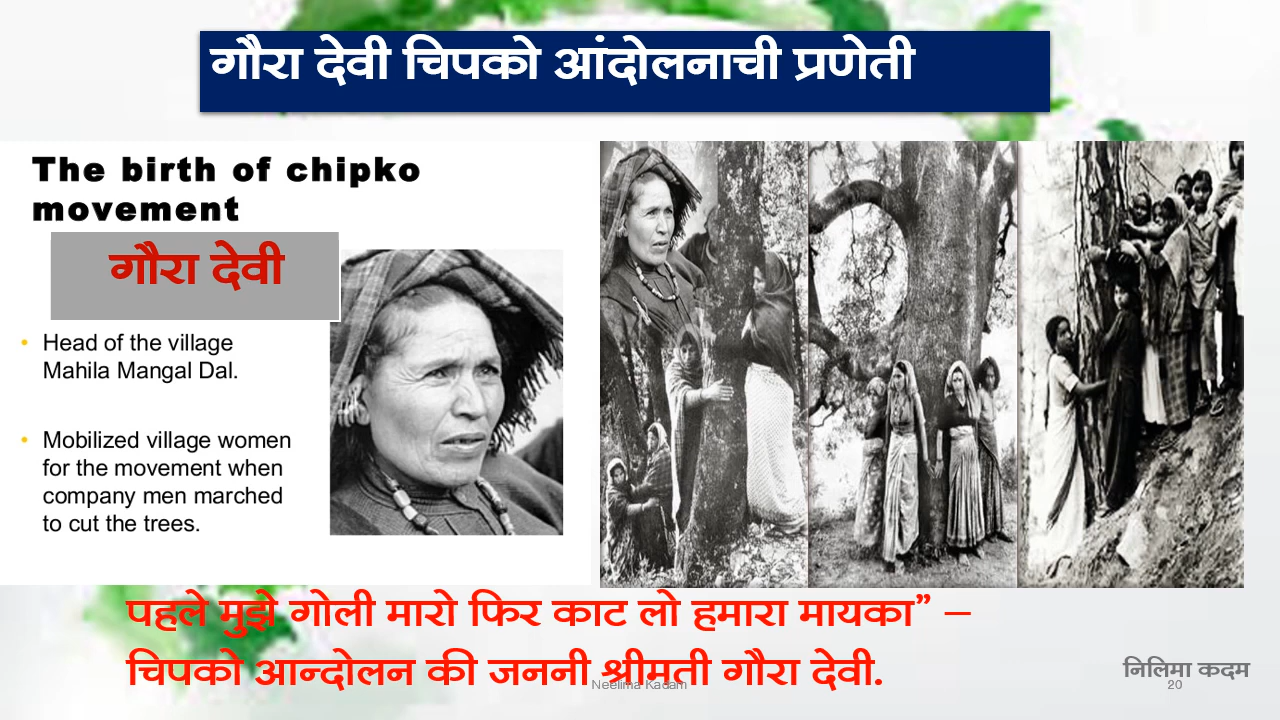 गौरा देवी चिपको आंदोलनाची प्रणेती
The birth of chipko
movement
गौरा देवी
• Head of the village
Mahila Mangal Dal.
• Mobilized village women
for the movement when
company men marched
to cut the trees.
पहले मुझे गोली मारो फिर काट लो हमारा मायका” –
चिपको आन्दोलन की जननी श्रीमती गौरा देवी.
Neelima Kadam
निलिमा कदम
20